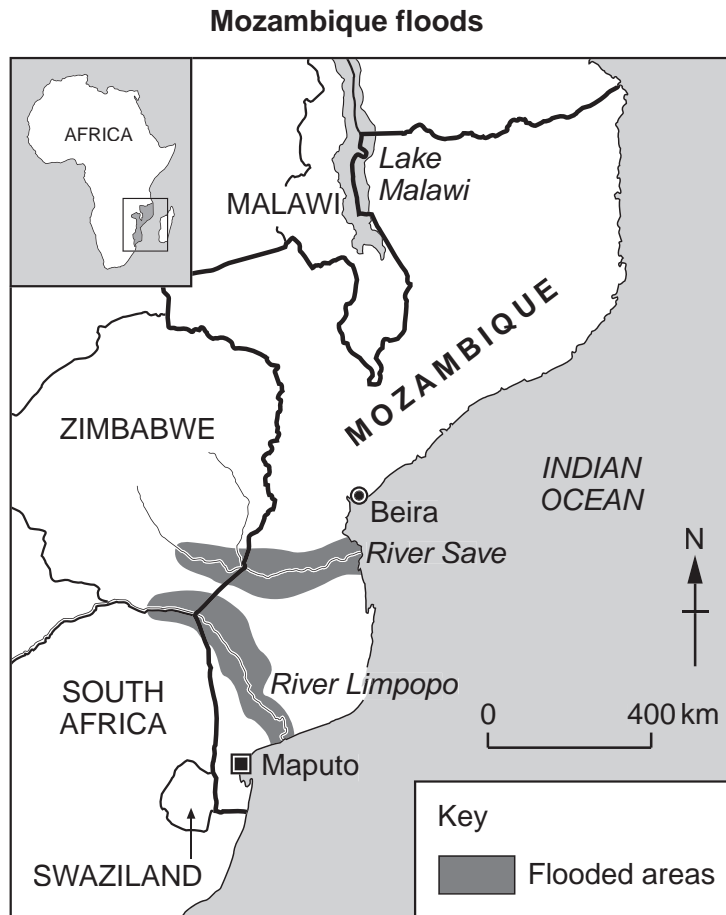 Mozambique floods
AFRICA
Lake
Malawi
MALAWI
MOZAMBIQUE
ZIMBABWE
INDIAN
OCEAN
Beira
N
River Save
River Limpopo
SOUTH
AFRICA
0 400 km
Maputo
SWAZILAND
Key
Flooded areas